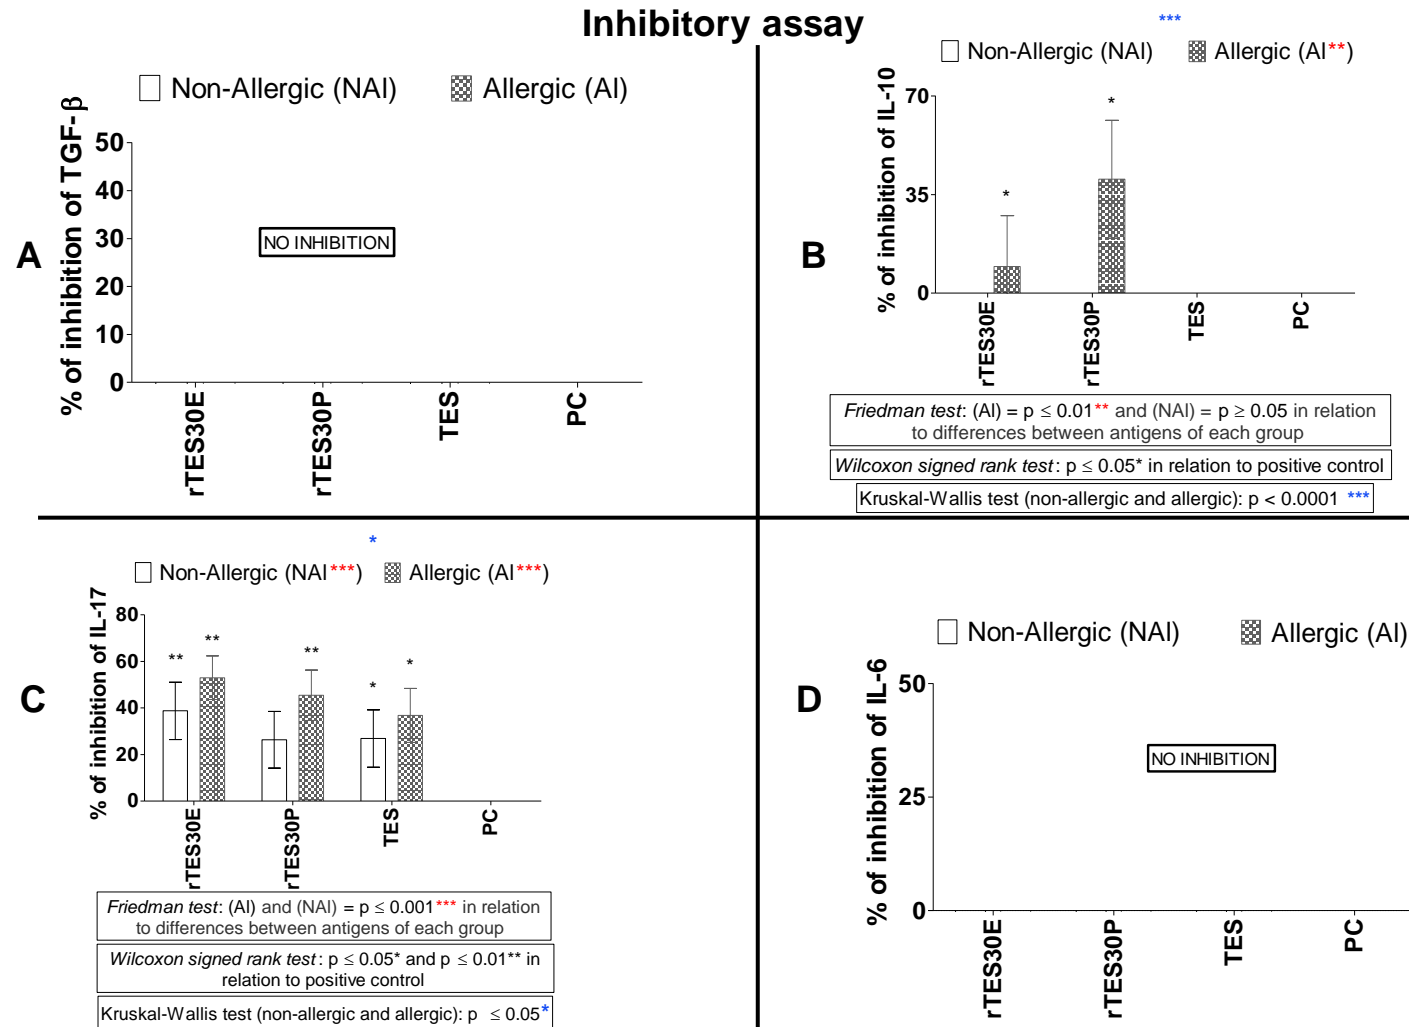 Inhibitory assay
A
Non-Allergic (NAI) Allergic (AI)
% of inhibition of TGF-β
50
40
30
20
10
0
NO INHIBITION
rTES30E rTES30P TES PC
B
***
Non-Allergic (NAI) Allergic (AI**)
% of inhibition of IL-10
70
35
0
* *
rTES30E rTES30P TES PC
Friedman test: (AI) = p ≤ 0.01** and (NAI) = p ≥ 0.05 in relation
to differences between antigens of each group
Wilcoxon signed rank test: p ≤ 0.05* in relation to positive control
Kruskal-Wallis test (non-allergic and allergic): p < 0.0001 ***
C
*
Non-Allergic (NAI***) Allergic (AI***)
% of inhibition of IL-17
80
60
40
20
0
** ** ** * *
rTES30E rTES30P TES PC
Friedman test: (AI) and (NAI) = p ≤ 0.001*** in relation
to differences between antigens of each group
Wilcoxon signed rank test: p ≤ 0.05* and p ≤ 0.01** in
relation to positive control
Kruskal-Wallis test (non-allergic and allergic): p ≤ 0.05*
D
Non-Allergic (NAI) Allergic (AI)
% of inhibition of IL-6
50
25
0
NO INHIBITION
rTES30E rTES30P TES PC